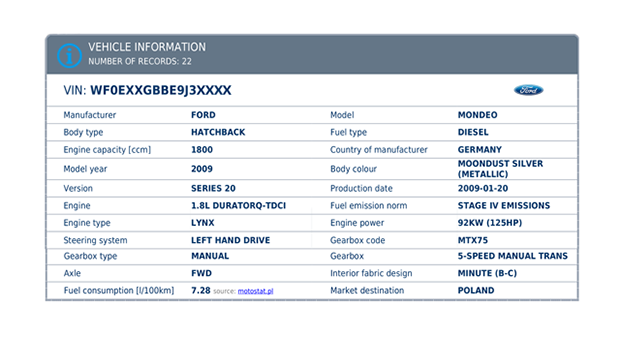 VEHICLE INFORMATION
NUMBER OF RECORDS: 22
VIN: WF0EXXGBBE9J3XXXX
Ford
Manufacturer FORD Model MONDEO
Body type HATCHBACK Fuel type DIESEL
Engine capacity [ccm] 1800 Country of manufacturer GERMANY
Model year 2009 Body colour MOONDUST SILVER
(METALLIC)
Version SERIES 20 Production date 2009-01-20
Engine 1.8L DURATORQ-TDCI Fuel emission norm STAGE IV EMISSIONS
Engine type LYNX Engine power 92KW (125HP)
Steering system LEFT HAND DRIVE Gearbox code MTX75
Gearbox type MANUAL Gearbox 5-SPEED MANUAL TRANS
Axle FWD Interior fabric design MINUTE (B-C)
Fuel consumption [l/100km] 7.28 source: motostat.pl Market destination POLAND